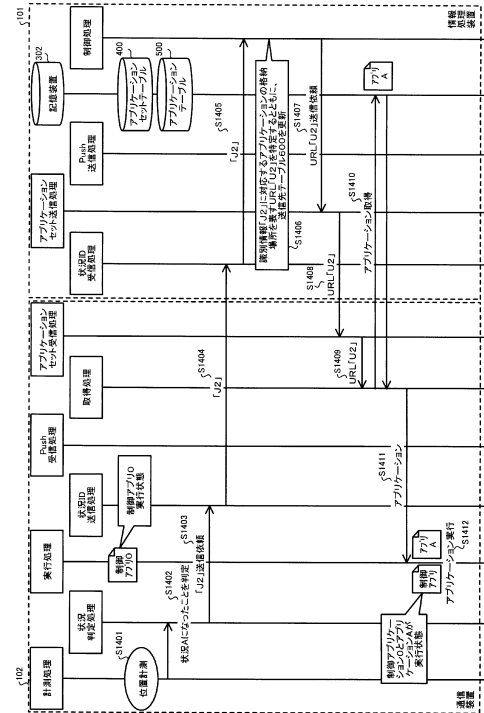 102
計測処理
状況
判定処理
実行処理
状況ID
送信処理
Push
受信処理
取得処理
アプリケーション
セット受信処理
状況ID
受信処理
アプリケーション
セット送信処理
Push
送信処理
302
記憶装置
制御処理
101
400
アプリケーション
セットテーブル
500
アプリケーション
テーブル
制御
アプリO
制御アプリO
実行状態
S1401
位置計測
S1402
状況Aになったことを判定
S1403
「J2」送信依頼
S1404
「J2」
S1405
「J2」
識別情報「J2」に対応するアプリケーションの格納
場所を表すURL「U2」を特定するとともに、
送信先テーブル600を更新
S1406
S1407
URL「U2」送信依頼
S1408
URL「U2」
S1409
URL「U2」
S1410
アプリケーション取得
アプリ
A
S1411
アプリケーション
制御
アプリ
アプリ
A
S1412
アプリケーション実行
制御アプリケー
ションOとアプリ
ケーションAが
実行状態
通信
装置
情報
処理
装置